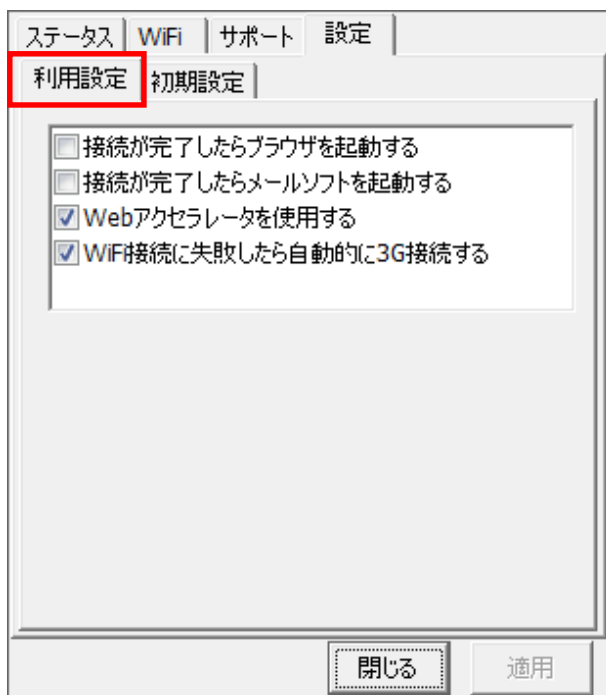 ステータス WiFi サポート 設定
利用設定 初期設定
接続が完了したらブラウザを起動する
接続が完了したらメールソフトを起動する
Webアクセラレータを使用する
WiFi接続に失敗したら自動的に3G接続する
閉じる 適用